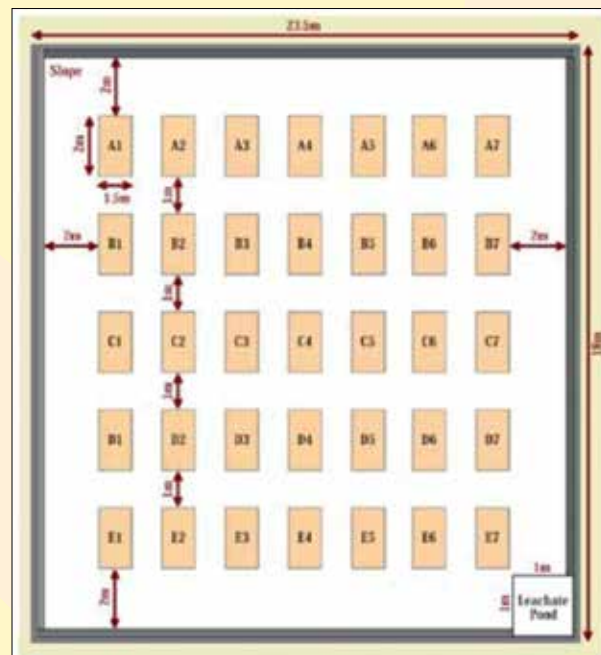 23.5m
Slope
2m
2m
A1 A2 A3 A4 A5 A6 A7
1.5m
1m
2m
B1 B2 B3 B4 B5 B6 B7
2m
1m
18m
C1 C2 C3 C4 C5 C6 C7
1m
D1 D2 D3 D4 D5 D6 D7
1m
E1 E2 E3 E4 E5 E6 E7
2m
1m
1m
Leachate
Pond